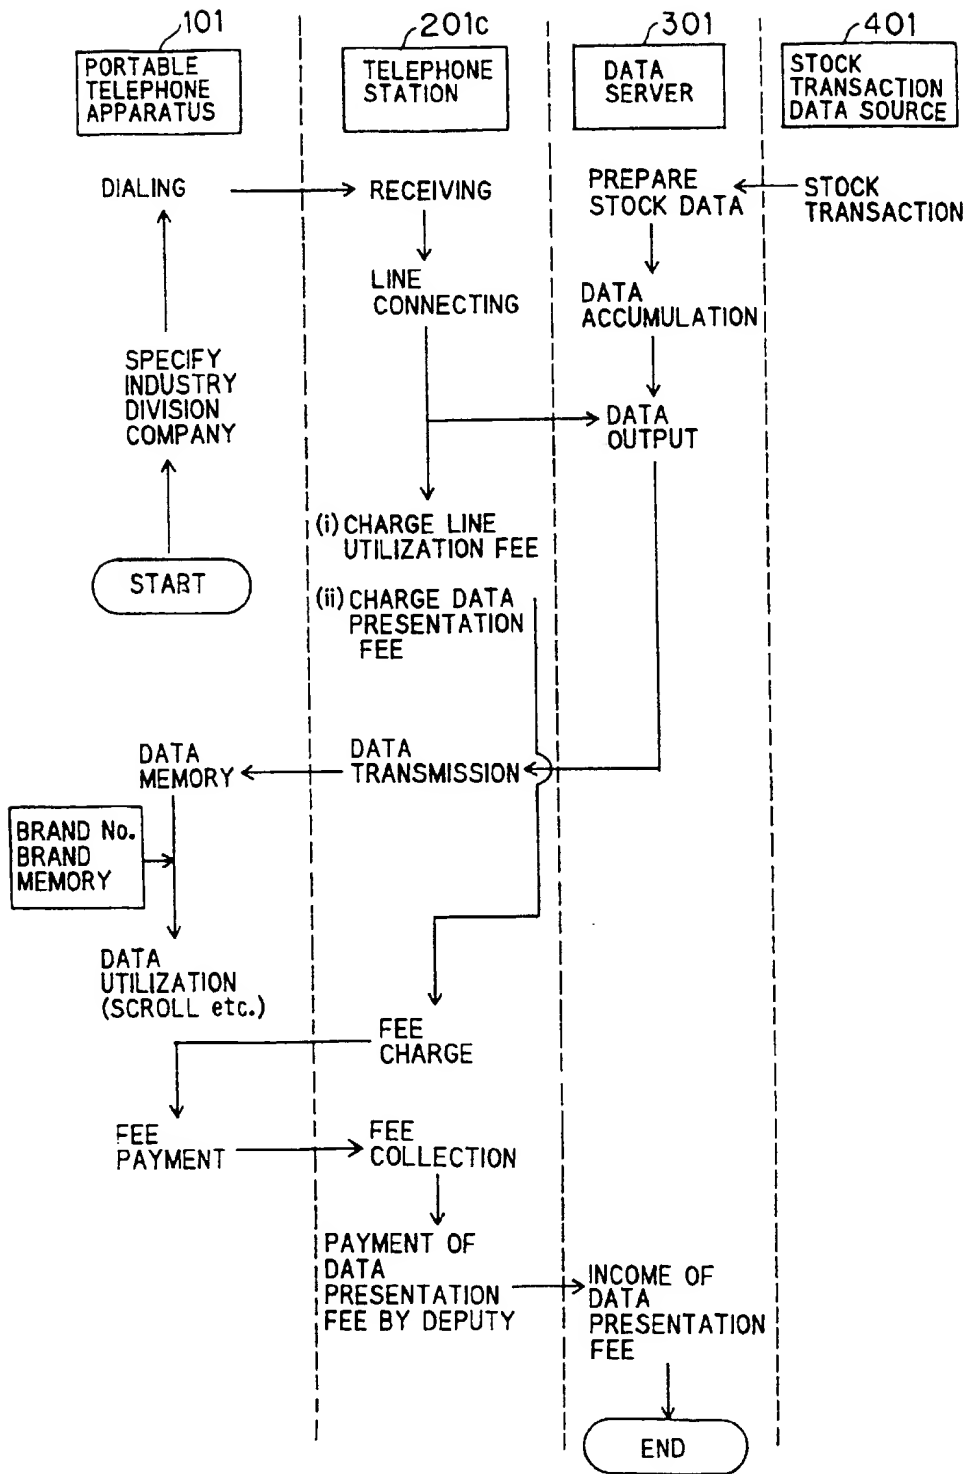 101
201c
301
401
PORTABLE
TELEPHONE
APPARATUS
TELEPHONE
STATION
DATA
SERVER
STOCK
TRANSACTION
DATA SOURCE
DIALING
RECEIVING
PREPARE
STOCK DATA
STOCK
TRANSACTION
LINE
CONNECTING
DATA
ACCUMULATION
SPECIFY
INDUSTRY
DIVISION
COMPANY
DATA
OUTPUT
START
(i) CHARGE LINE
UTILIZATION FEE
(ii) CHARGE DATA
PRESENTATION
FEE
DATA
MEMORY
DATA
TRANSMISSION
BRAND No.
BRAND
MEMORY
DATA
UTILIZATION
(SCROLL etc.)
FEE
CHARGE
FEE
PAYMENT
FEE
COLLECTION
PAYMENT OF
DATA
PRESENTATION
FEE BY DEPUTY
INCOME OF
DATA
PRESENTATION
FEE
END